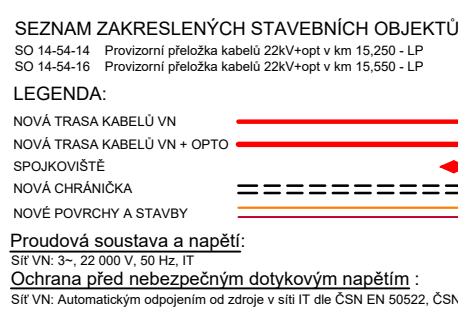 SEZNAM ZAKRESLENÝCH STAVEBNÍCH OBJEKTŮ
SO 14-54-14 Provizorní přeložka kabelů 22kV+opt v km 15,250 - LP
SO 14-54-16 Provizorní přeložka kabelů 22kV+opt v km 15,550 - LP
LEGENDA:
NOVÁ TRASA KABELŮ VN
NOVÁ TRASA KABELŮ VN + OPTO
SPOJKOVIŠTĚ
NOVÁ CHRÁNIČKA
NOVÉ POVRCHY A STAVBY
Proudová soustava a napětí:
Síť VN: 3~, 22 000 V, 50 Hz, IT
Ochrana před nebezpečným dotykovým napětím :
Síť VN: Automatickým odpojením od zdroje v síti IT dle ČSN EN 50522, ČSN